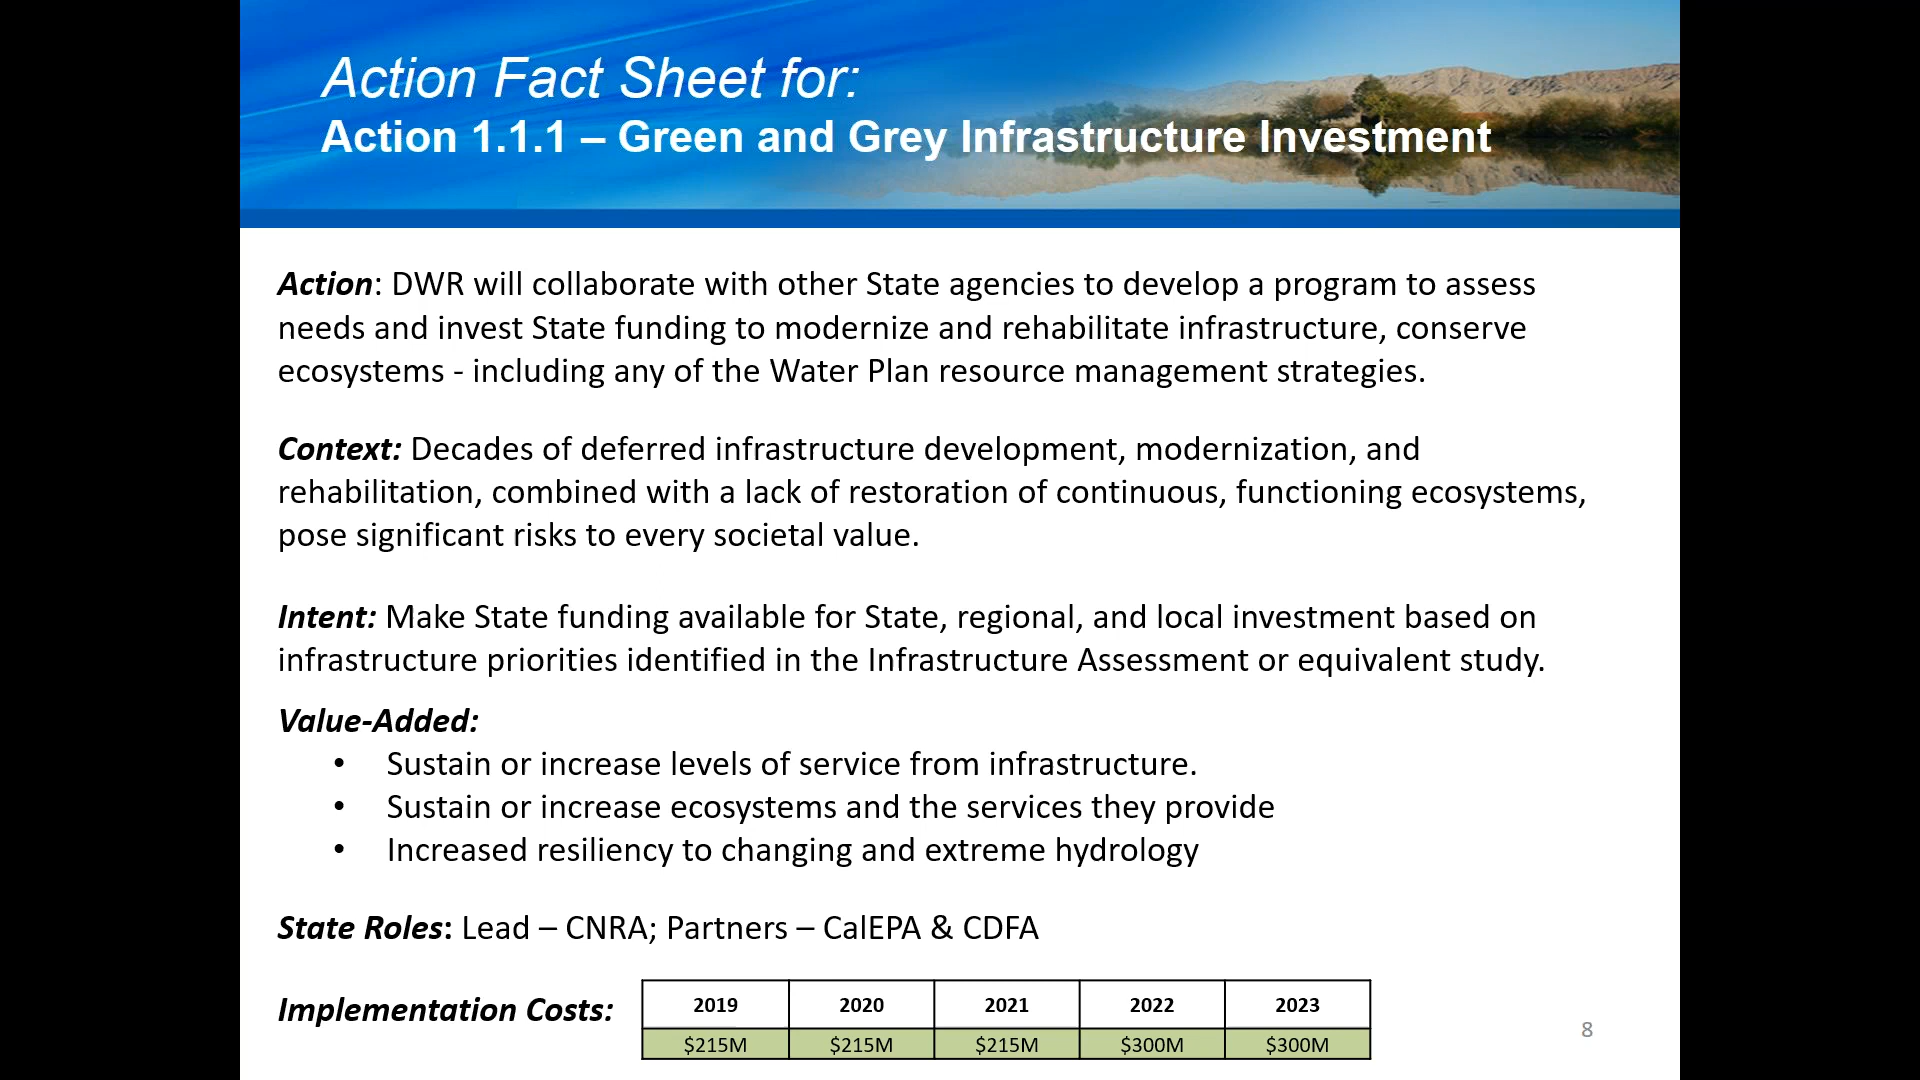 Action Fact Sheet for:
Action 1.1.1 – Green and Grey Infrastructure Investment
Action: DWR will collaborate with other State agencies to develop a program to assess
needs and invest State funding to modernize and rehabilitate infrastructure, conserve
ecosystems - including any of the Water Plan resource management strategies.
Context: Decades of deferred infrastructure development, modernization, and
rehabilitation, combined with a lack of restoration of continuous, functioning ecosystems,
pose significant risks to every societal value.
Intent: Make State funding available for State, regional, and local investment based on
infrastructure priorities identified in the Infrastructure Assessment or equivalent study.
Value-Added:
• Sustain or increase levels of service from infrastructure.
• Sustain or increase ecosystems and the services they provide
• Increased resiliency to changing and extreme hydrology
State Roles: Lead – CNRA; Partners – CalEPA & CDFA
Implementation Costs:
2019 2020 2021 2022 2023
$215M $215M $215M $300M $300M
8